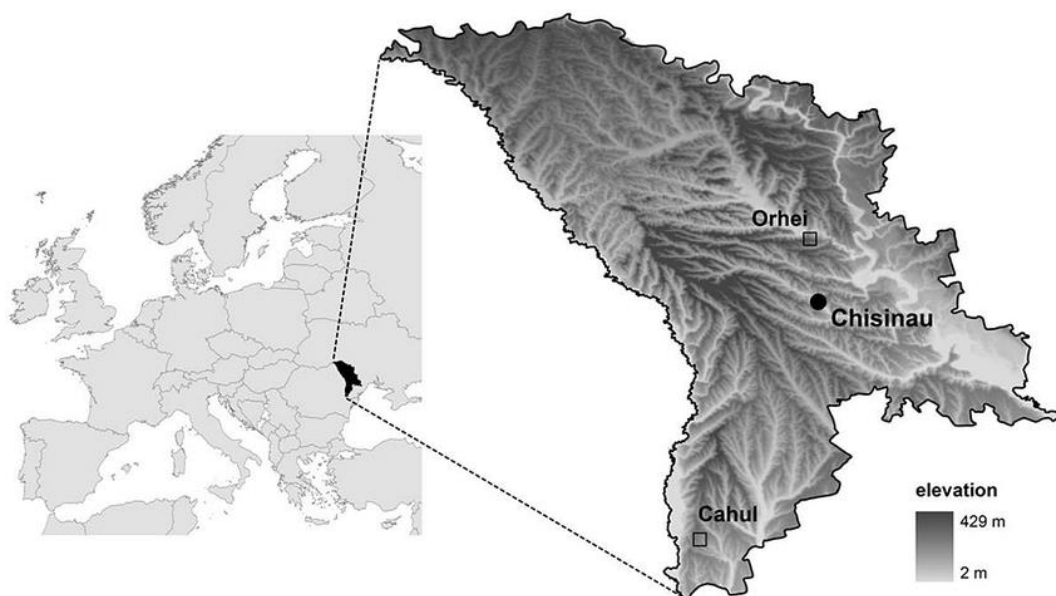 Orhei
Chisinau
Cahul
elevation
429 m
2 m